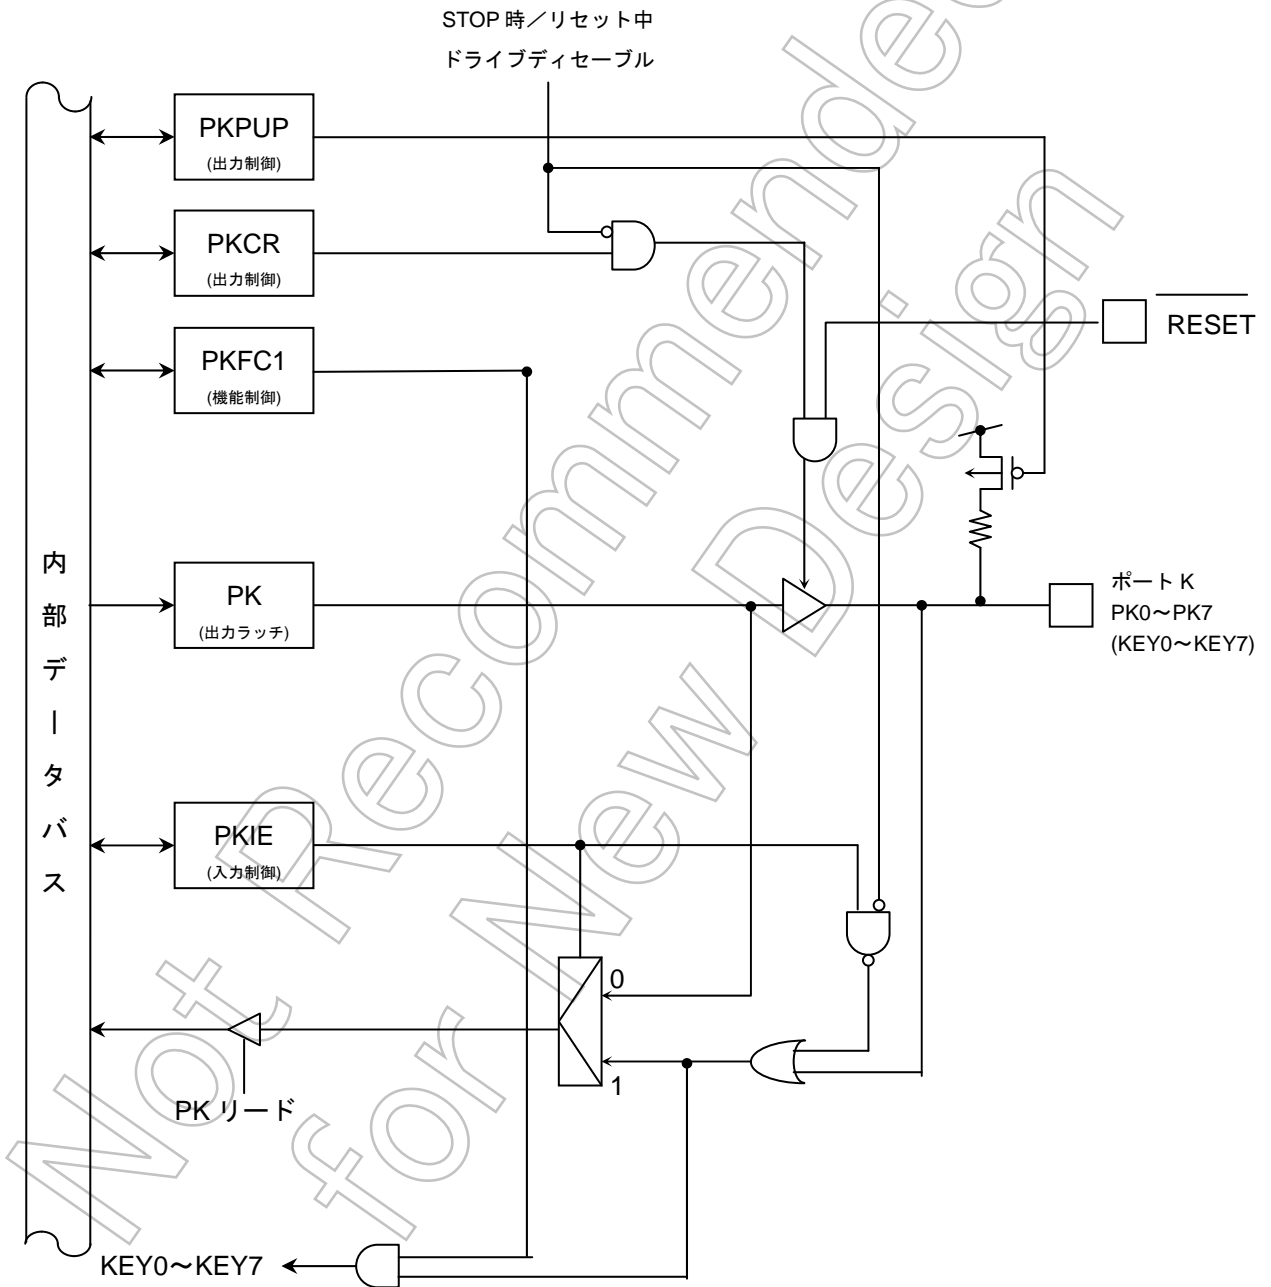 STOP 時／リセット中
ドライブディセーブル
PKPUP
(出力制御)
PKCR
(出力制御)
PKFC1
(機能制御)
RESET
内部データバス
PK
(出力ラッチ)
ポート K
PK0～PK7
(KEY0～KEY7)
PKIE
(入力制御)
0
1
PK リード
KEY0～KEY7
Not Recommended
for New Design